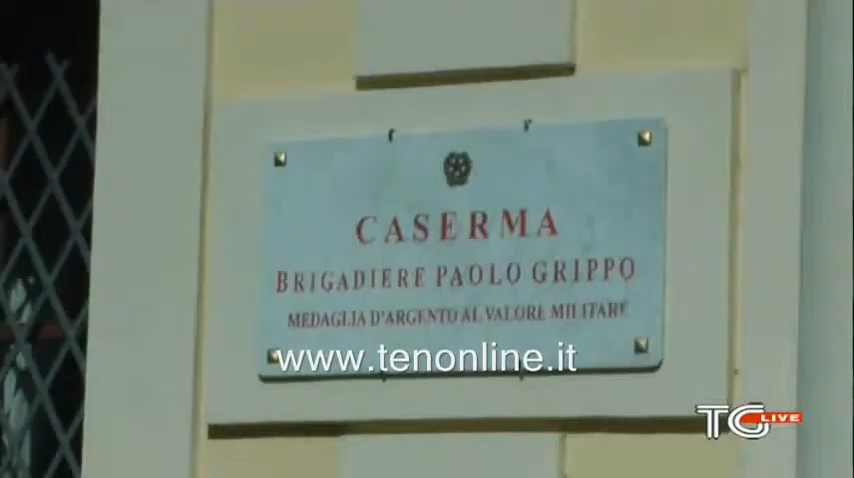 CASERMA
BRIGADIERE PAOLO GRIPPO
MEDAGLIA D'ARGENTO AL VALORE MILITARE
www.tenonline.it
TG LIVE